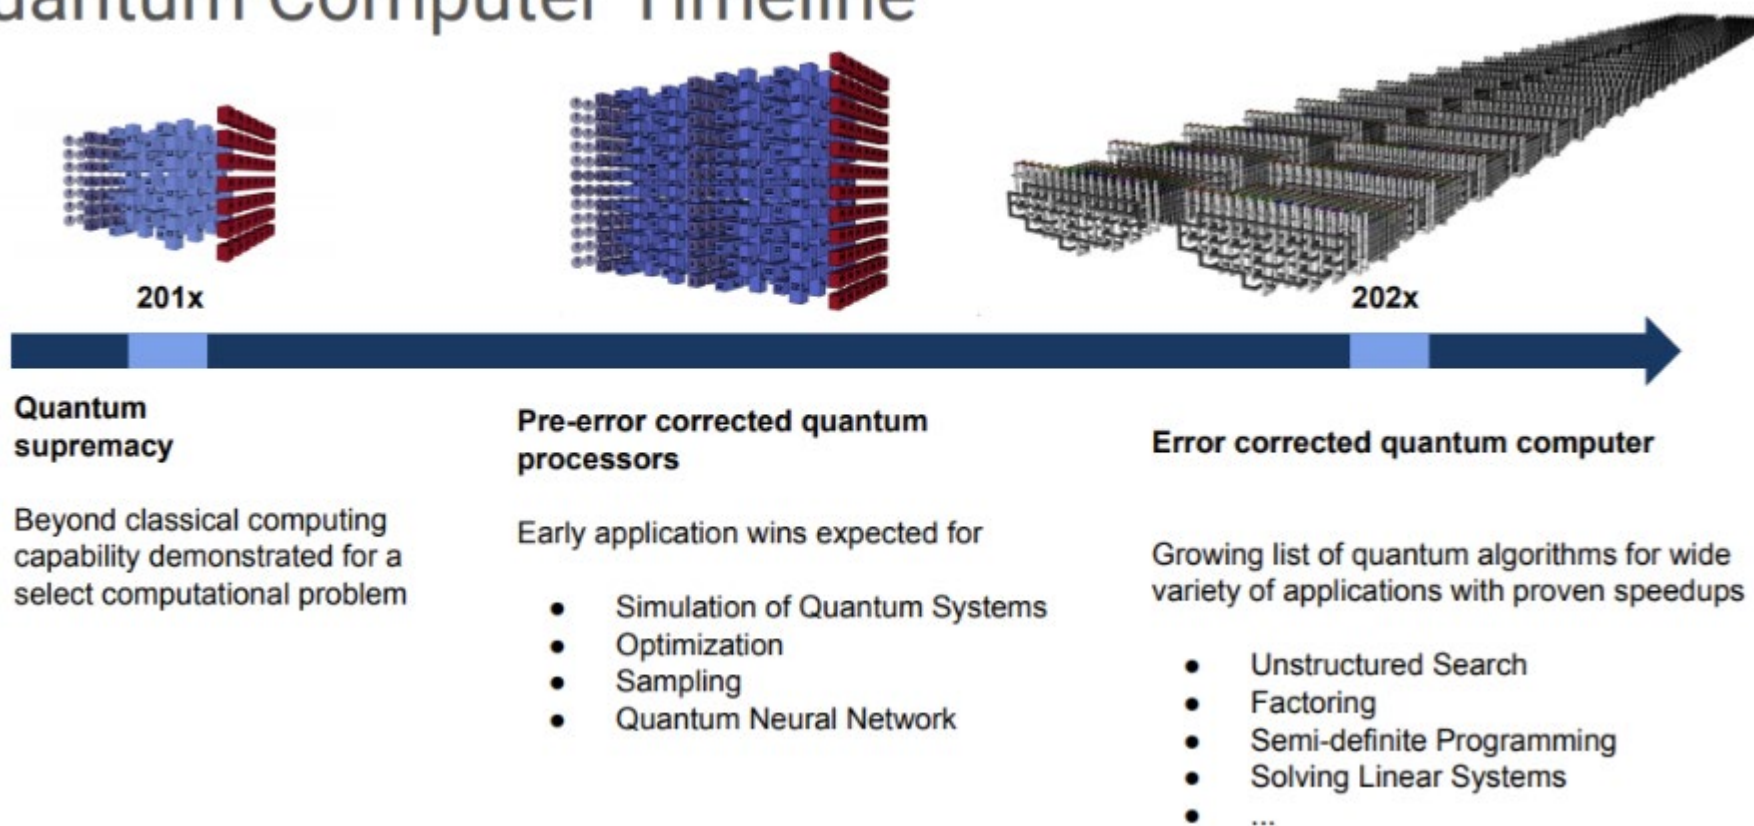 uantum Computer Timeline
201x
202x
Quantum
supremacy
Beyond classical computing
capability demonstrated for a
select computational problem
Pre-error corrected quantum
processors
Early application wins expected for
● Simulation of Quantum Systems
● Optimization
● Sampling
● Quantum Neural Network
Error corrected quantum computer
Growing list of quantum algorithms for wide
variety of applications with proven speedups
● Unstructured Search
● Factoring
● Semi-definite Programming
● Solving Linear Systems
● ...